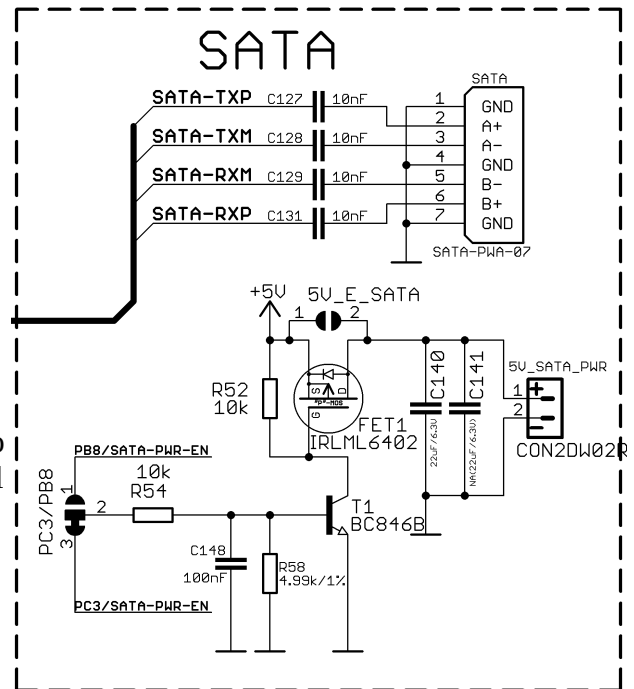 SATA
SATA
SATA-TXP C127 10nF 1 GND
2 A+
SATA-TXM C128 10nF 3 A-
4 GND
SATA-RXM C129 10nF 5 B-
6 B+
SATA-RXP C131 10nF 7 GND
SATA-PWA-07
+5V 5V_E_SATA
1 2
C140 C141
5V_SATA_PWR
R52
10k
S D
"P"-MOS
G
1 +
2 -
FET1
IRLML6402
22uF/6.3V
NA(22uF/6.3V)
CON2DW02R
PB8/SATA-PWR-EN
10k
R54
PC3/PB8
1
2
3
T1
BC846B
C148
100nF
R58
4.99k/1%
PC3/SATA-PWR-EN